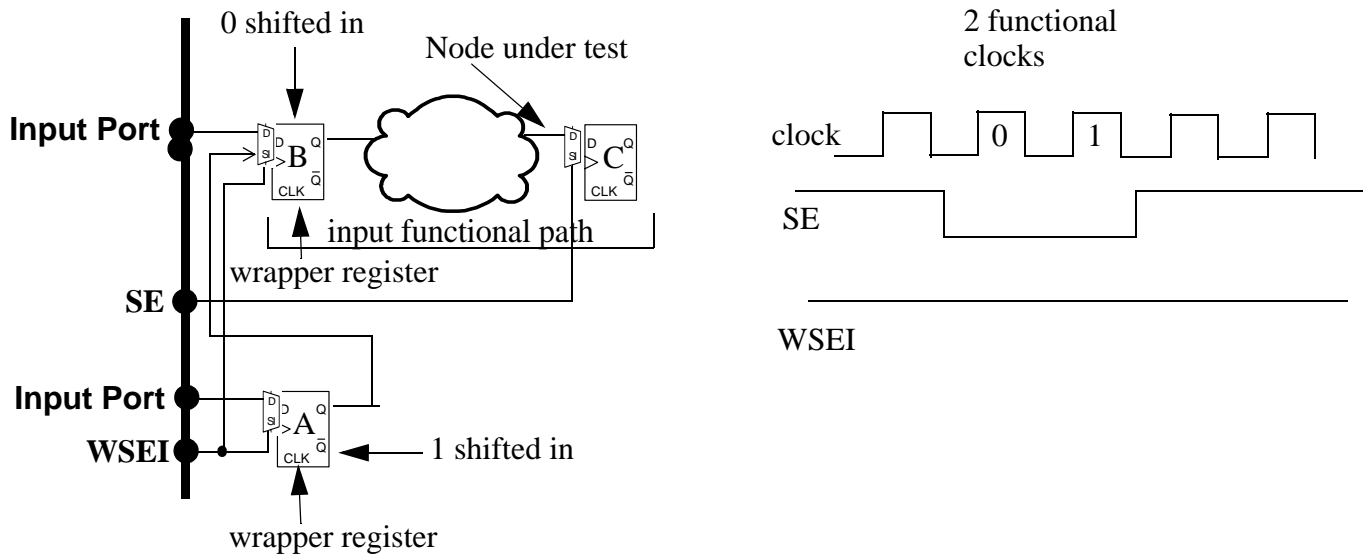 0 shifted in
2 functional
clocks
Node under test
Input Port
D
SI
D
Q
B
Q̄
CLK
D
SI
D
Q
C
Q̄
CLK
clock
0
1
SE
input functional path
wrapper register
SE
WSEI
Input Port
D
SI
D
Q
A
Q̄
CLK
WSEI
1 shifted in
wrapper register